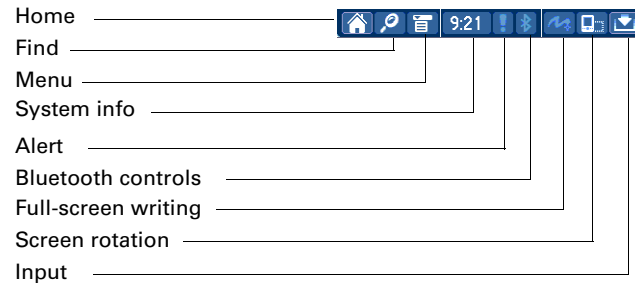 Home
9:21
Find
Menu
System info
Alert
Bluetooth controls
Full-screen writing
Screen rotation
Input